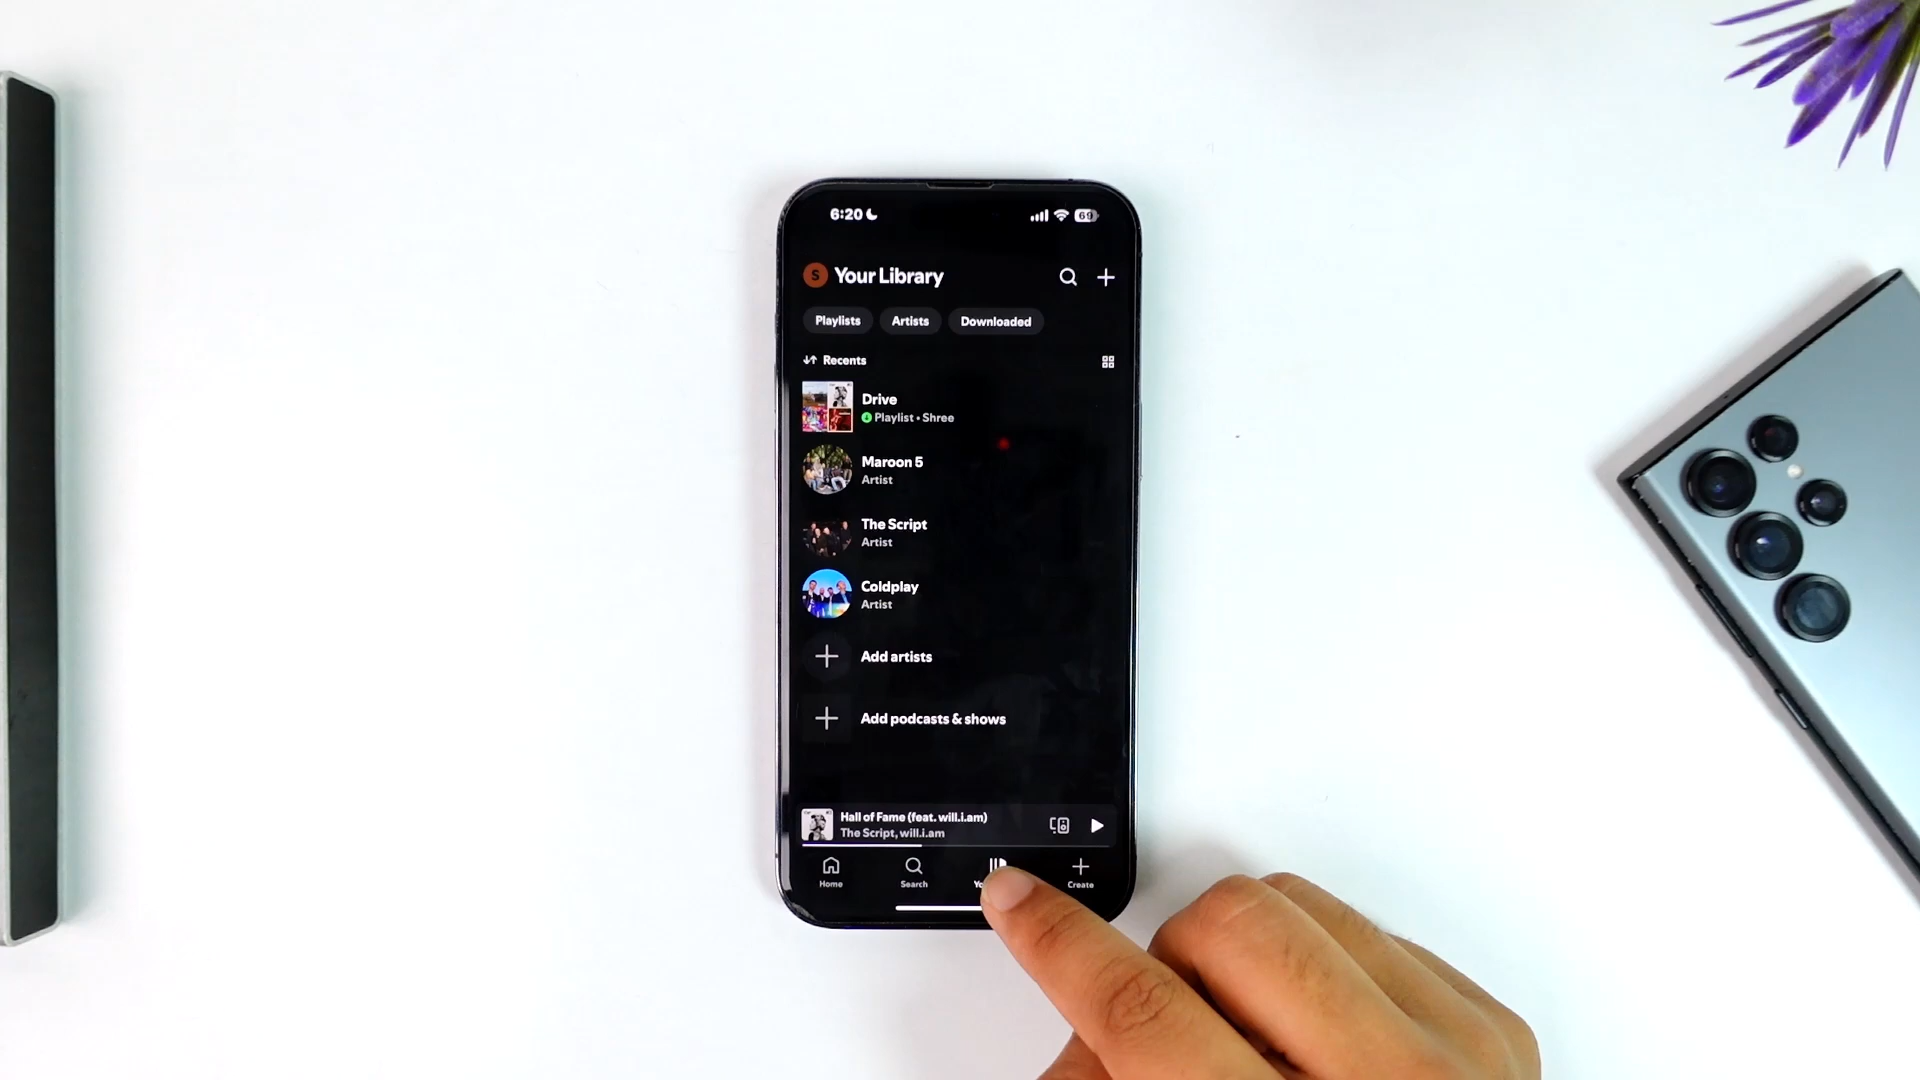 6:20
69
S Your Library
Playlists Artists Downloaded
Recents
Drive
Playlist • Shree
Maroon 5
Artist
The Script
Artist
Coldplay
Artist
Add artists
Add podcasts & shows
Hall of Fame (feat. will.i.am)
The Script, will.i.am
Home Search Create